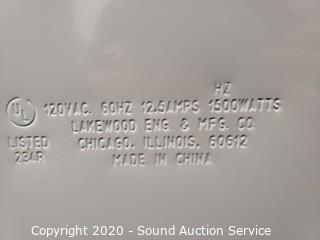 HZ
UL 120VAC. 60HZ 12.5AMPS 1500WATTS
LAKEWOOD ENG. & MFG. CO.
LISTED CHICAGO, ILLINOIS, 60612
234R MADE IN CHINA
Copyright 2020 - Sound Auction Service